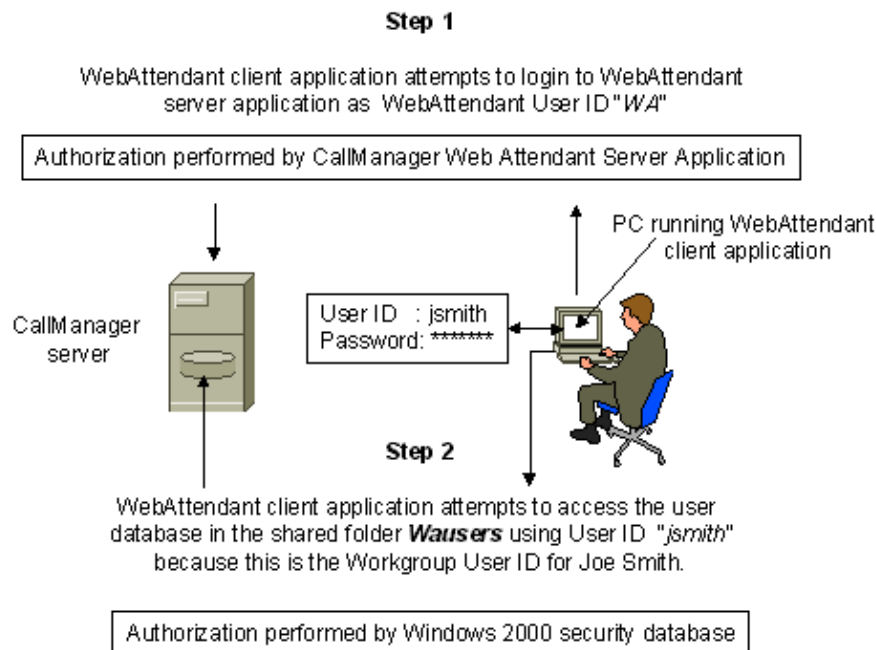 Step 1
WebAttendant client application attempts to login to WebAttendant
server application as WebAttendant User ID "WA"
Authorization performed by CallManager Web Attendant Server Application
PC running WebAttendant
client application
CallManager
server
User ID : jsmith
Password: *******
Step 2
WebAttendant client application attempts to access the user
database in the shared folder Wausers using User ID "jsmith"
because this is the Workgroup User ID for Joe Smith.
Authorization performed by Windows 2000 security database